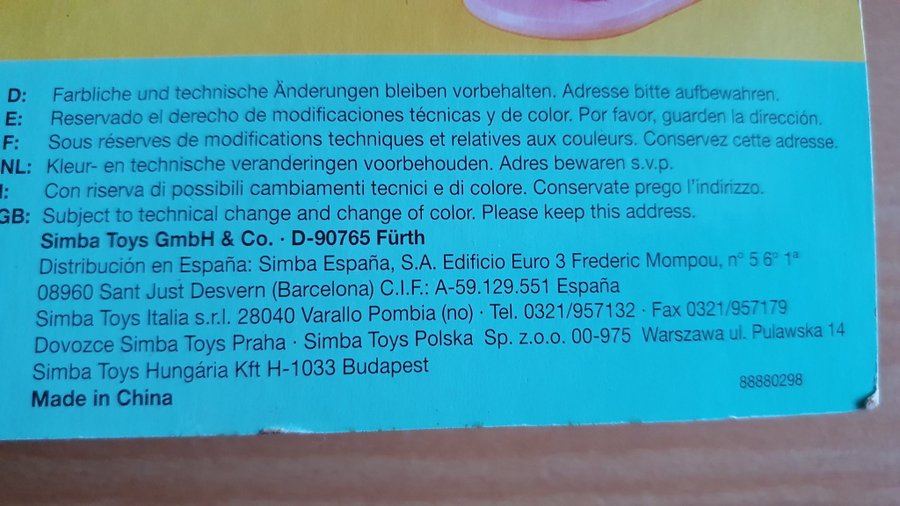 D: Farbliche und technische Änderungen bleiben vorbehalten. Adresse bitte aufbewahren.
E: Reservado el derecho de modificaciones técnicas y de color. Por favor, guarden la dirección.
F: Sous réserves de modifications techniques et relatives aux couleurs. Conservez cette adresse.
NL: Kleur- en technische veranderingen voorbehouden. Adres bewaren s.v.p.
I: Con riserva di possibili cambiamenti tecnici e di colore. Conservate prego l'indirizzo.
GB: Subject to technical change and change of color. Please keep this address.
Simba Toys GmbH & Co. · D-90765 Fürth
Distribución en España: Simba España, S.A. Edificio Euro 3 Frederic Mompou, n° 5 6° 1ª
08960 Sant Just Desvern (Barcelona) C.I.F.: A-59.129.551 España
Simba Toys Italia s.r.l. 28040 Varallo Pombia (no) · Tel. 0321/957132 · Fax 0321/957179
Dovozce Simba Toys Praha · Simba Toys Polska Sp. z.o.o. 00-975 Warszawa ul. Pulawska 14
Simba Toys Hungária Kft H-1033 Budapest
88880298
Made in China